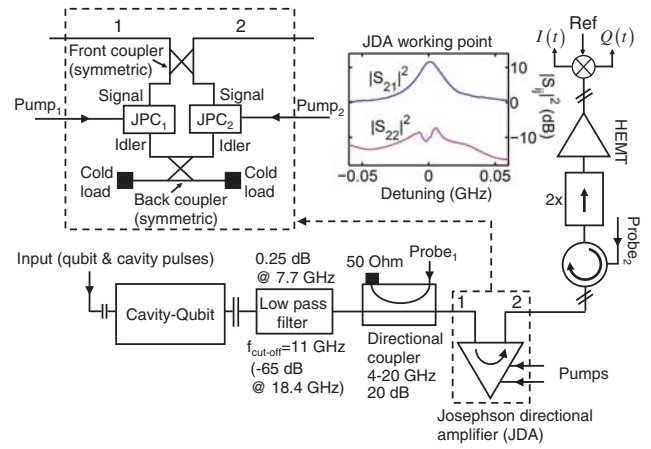 1 2
Front coupler
(symmetric)
Signal Signal
Pump1 JPC1 JPC2 Pump2
Idler Idler
Cold
load
Cold
load
Back coupler
(symmetric)
JDA working point
|S21|²
|S22|²
10
0
−10
|Sij|² (dB)
−0.05 0 0.05
Detuning (GHz)
Ref
I(t) Q(t)
HEMT
2x
Probe2
Input (qubit & cavity pulses)
Cavity-Qubit
0.25 dB
@ 7.7 GHz
Low pass
filter
fcut-off=11 GHz
(-65 dB
@ 18.4 GHz)
50 Ohm
Probe1
Directional
coupler
4-20 GHz
20 dB
1 2
Pumps
Josephson directional
amplifier (JDA)